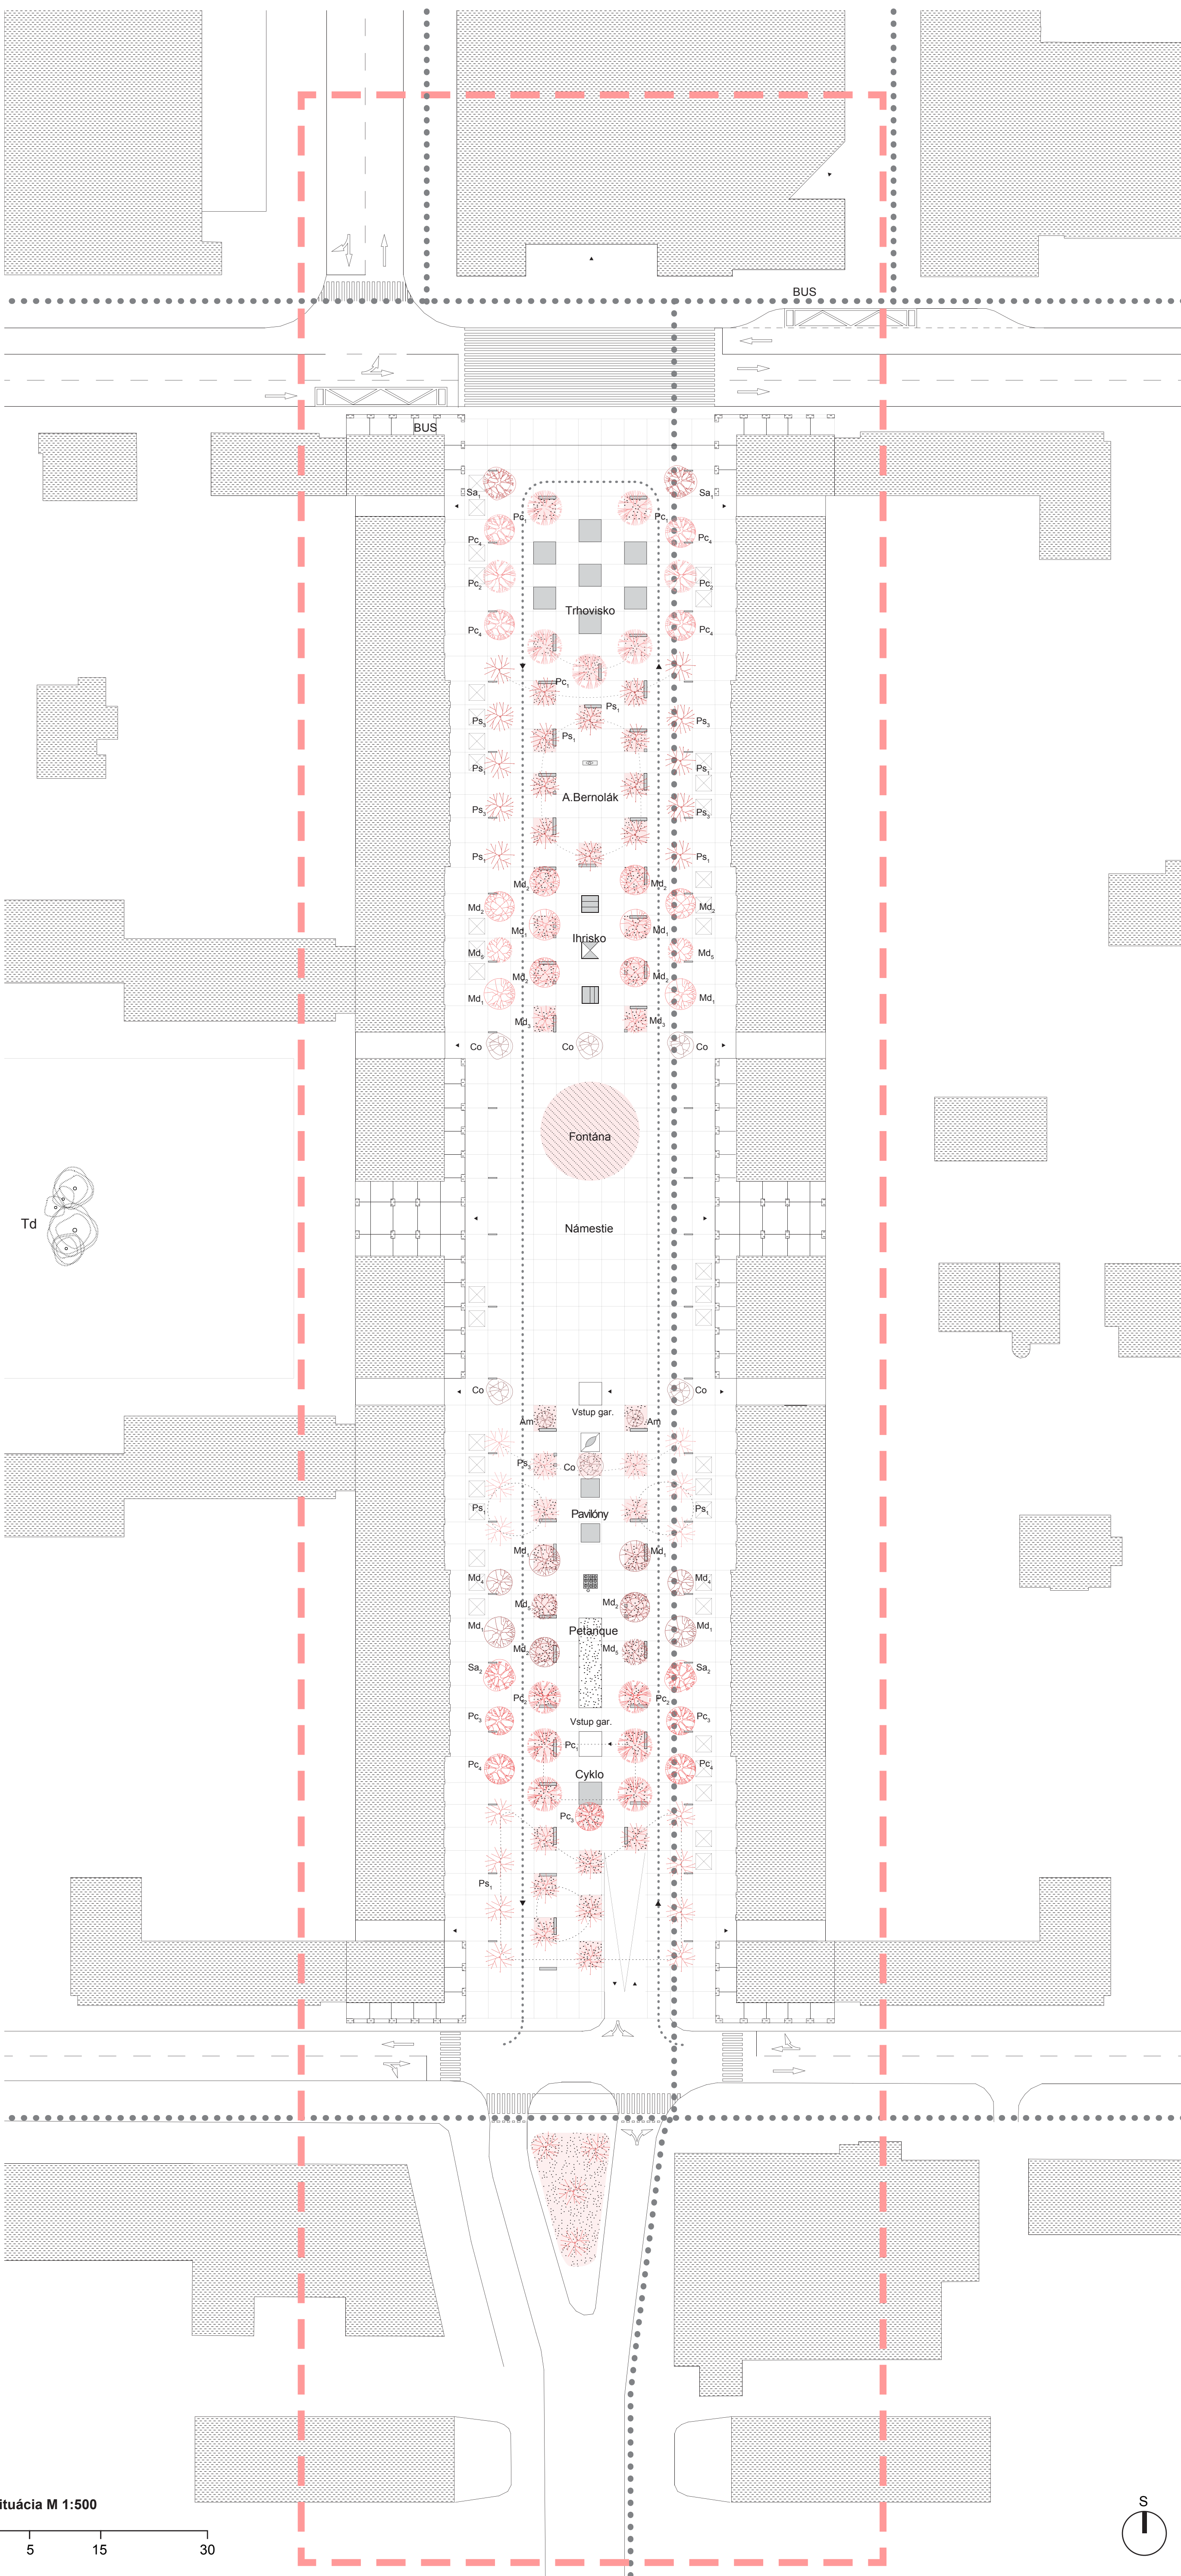 BUS
BUS
Sa1 Sa1
Pc1 Pc1
Pc4 Pc4
Pc2 Pc2
Trhovisko
Pc4 Pc4
Pc1
Ps1
Ps3 Ps3
Ps1
Ps1 Ps1
A.Bernolák
Ps3 Ps3
Ps1 Ps1
Md2 Md2
Md2 Md2
Md1 Md1
Ihrisko
Md5 Md5
Md2 Md2
Md1 Md1
Md3 Md3
Co Co Co
Fontána
Td
Námestie
Co Co
Vstup gar.
Am Am
Ps3 Co
Ps1 Ps1
Pavilóny
Md1 Md1
Md4 Md4
Md5 Md2
Md1 Md1
Petanque
Md2 Md5
Sa2 Sa2
Pc2 Pc2
Pc3 Pc3
Vstup gar.
Pc1
Pc4 Pc4
Cyklo
Pc3
Ps1
ituácia M 1:500
5 15 30
S